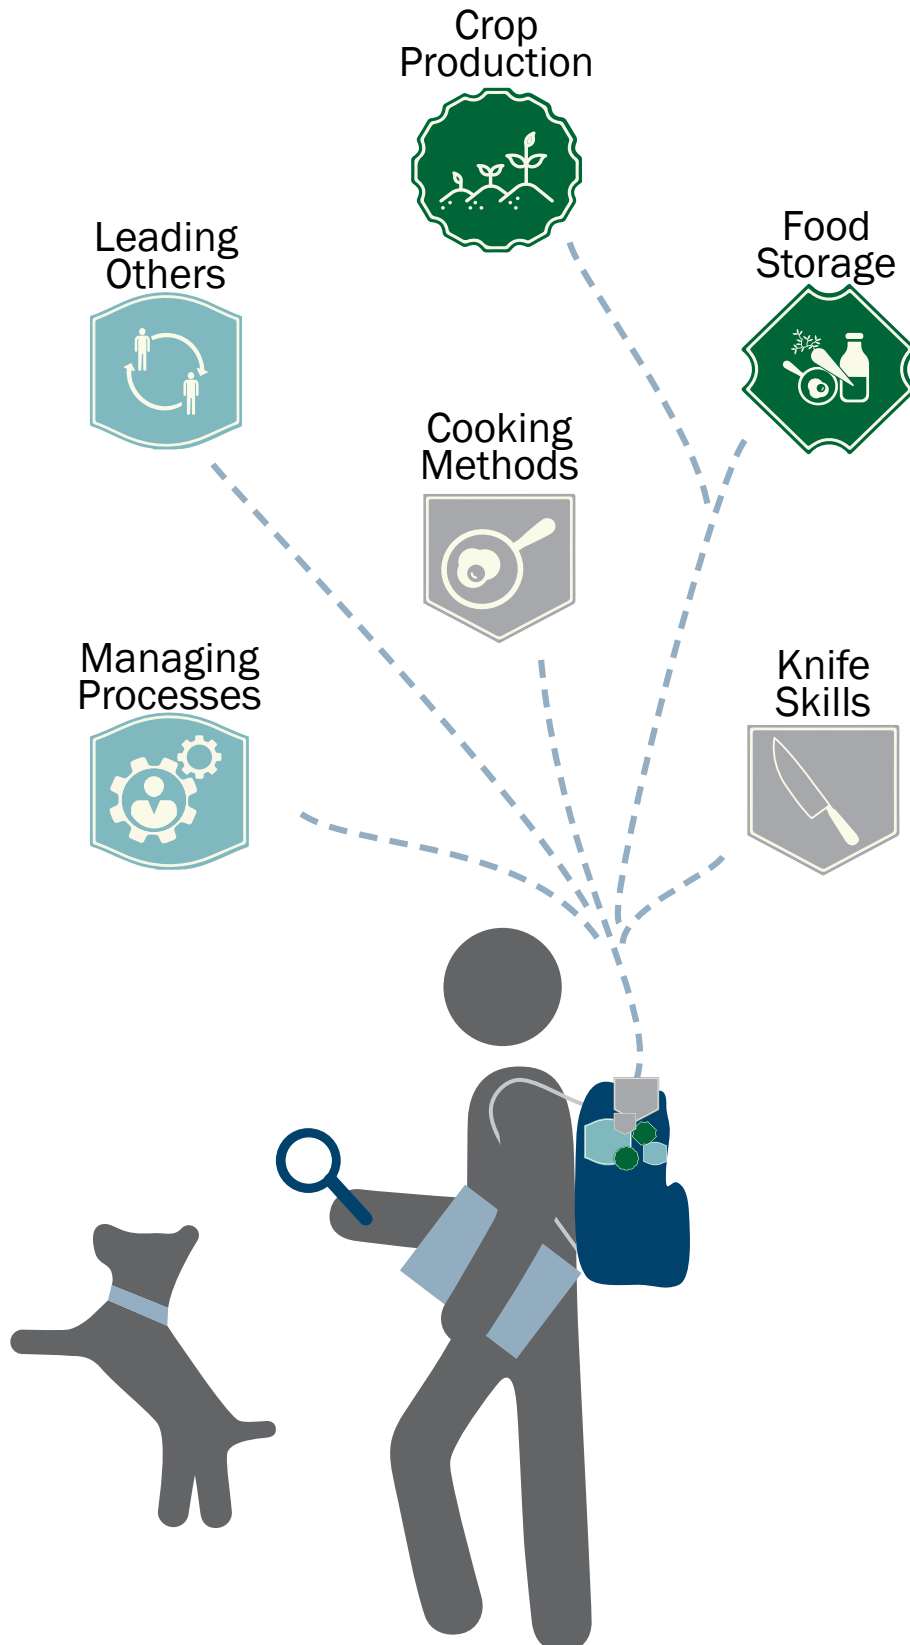 Crop
Production
Leading
Others
Food
Storage
Cooking
Methods
Managing
Processes
Knife
Skills